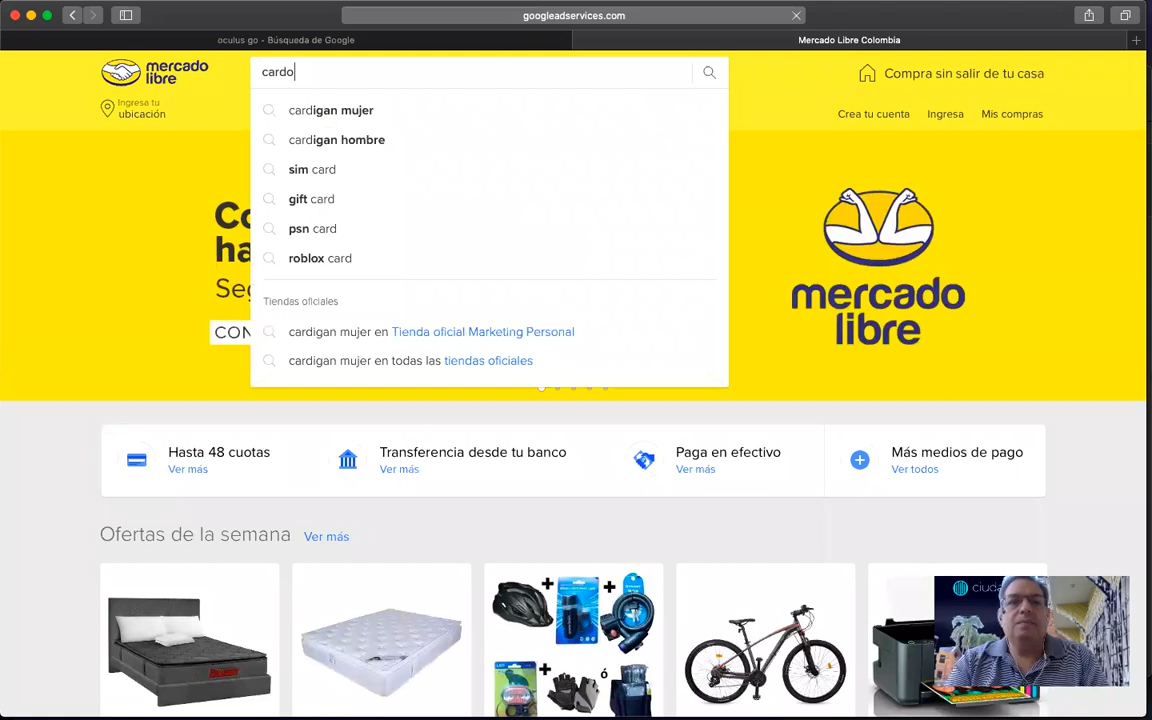 googleadservices.com
oculus go - Búsqueda de Google
Mercado Libre Colombia
mercado
libre
cardo
Compra sin salir de tu casa
Ingresa tu
ubicación
Crea tu cuenta
Ingresa
Mis compras
cardigan mujer
cardigan hombre
sim card
gift card
psn card
roblox card
Tiendas oficiales
cardigan mujer en Tienda oficial Marketing Personal
cardigan mujer en todas las tiendas oficiales
mercado
libre
Hasta 48 cuotas
Ver más
Transferencia desde tu banco
Ver más
Paga en efectivo
Ver más
Más medios de pago
Ver todos
Ofertas de la semana
Ver más
ó